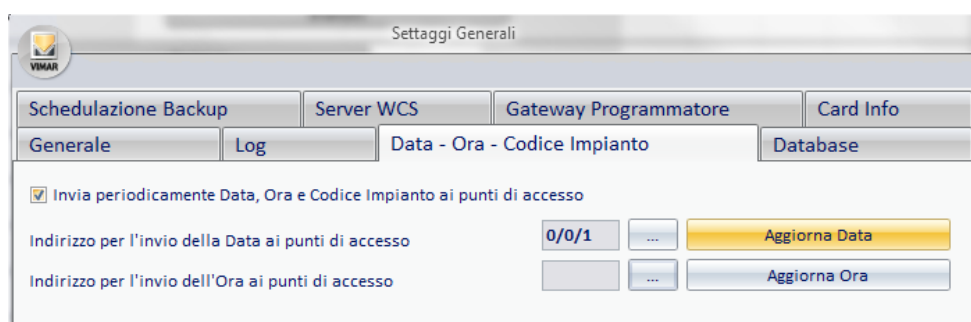 Settaggi Generali
VIMAR
Schedulazione Backup Server WCS Gateway Programmatore Card Info
Generale Log Data - Ora - Codice Impianto Database
Invia periodicamente Data, Ora e Codice Impianto ai punti di accesso
Indirizzo per l'invio della Data ai punti di accesso 0/0/1 ... Aggiorna Data
Indirizzo per l'invio dell'Ora ai punti di accesso ... Aggiorna Ora